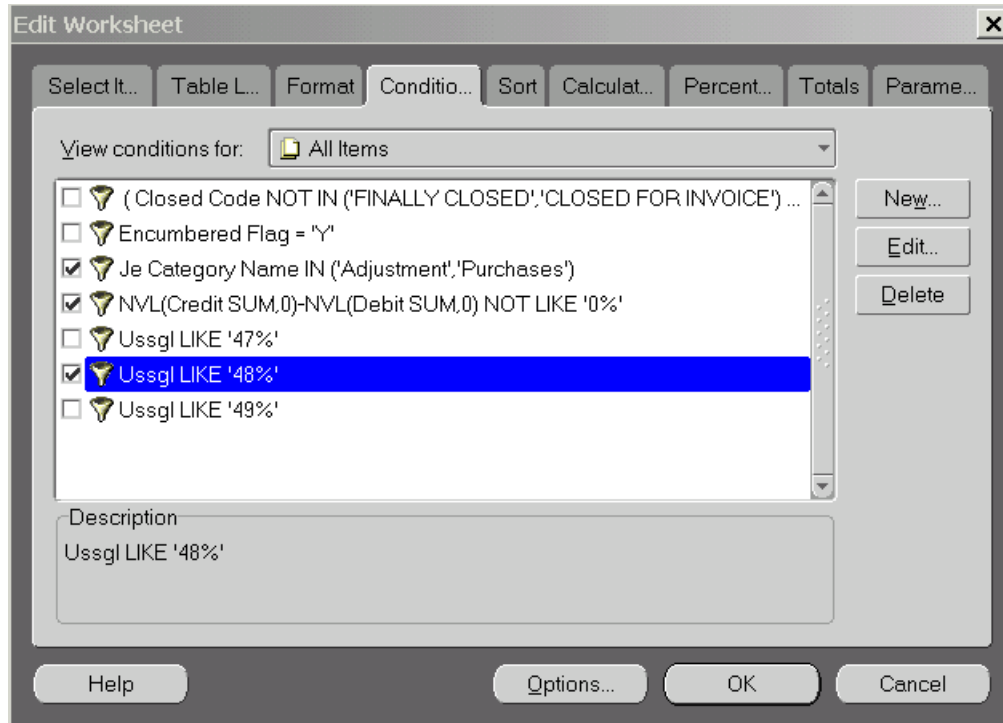 Edit Worksheet
Select It... Table L... Format Conditio... Sort Calculat... Percent... Totals Parame...
View conditions for: All Items
( Closed Code NOT IN ('FINALLY CLOSED','CLOSED FOR INVOICE') ...
Encumbered Flag = 'Y'
Je Category Name IN ('Adjustment','Purchases')
NVL(Credit SUM,0)-NVL(Debit SUM,0) NOT LIKE '0%'
Ussgl LIKE '47%'
Ussgl LIKE '48%'
Ussgl LIKE '49%'
New...
Edit...
Delete
Description
Ussgl LIKE '48%'
Help Options... OK Cancel